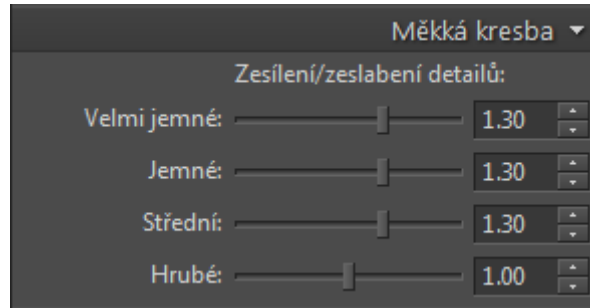 Měkká kresba
Zesílení/zeslabení detailů:
Velmi jemné: 1.30
Jemné: 1.30
Střední: 1.30
Hrubé: 1.00